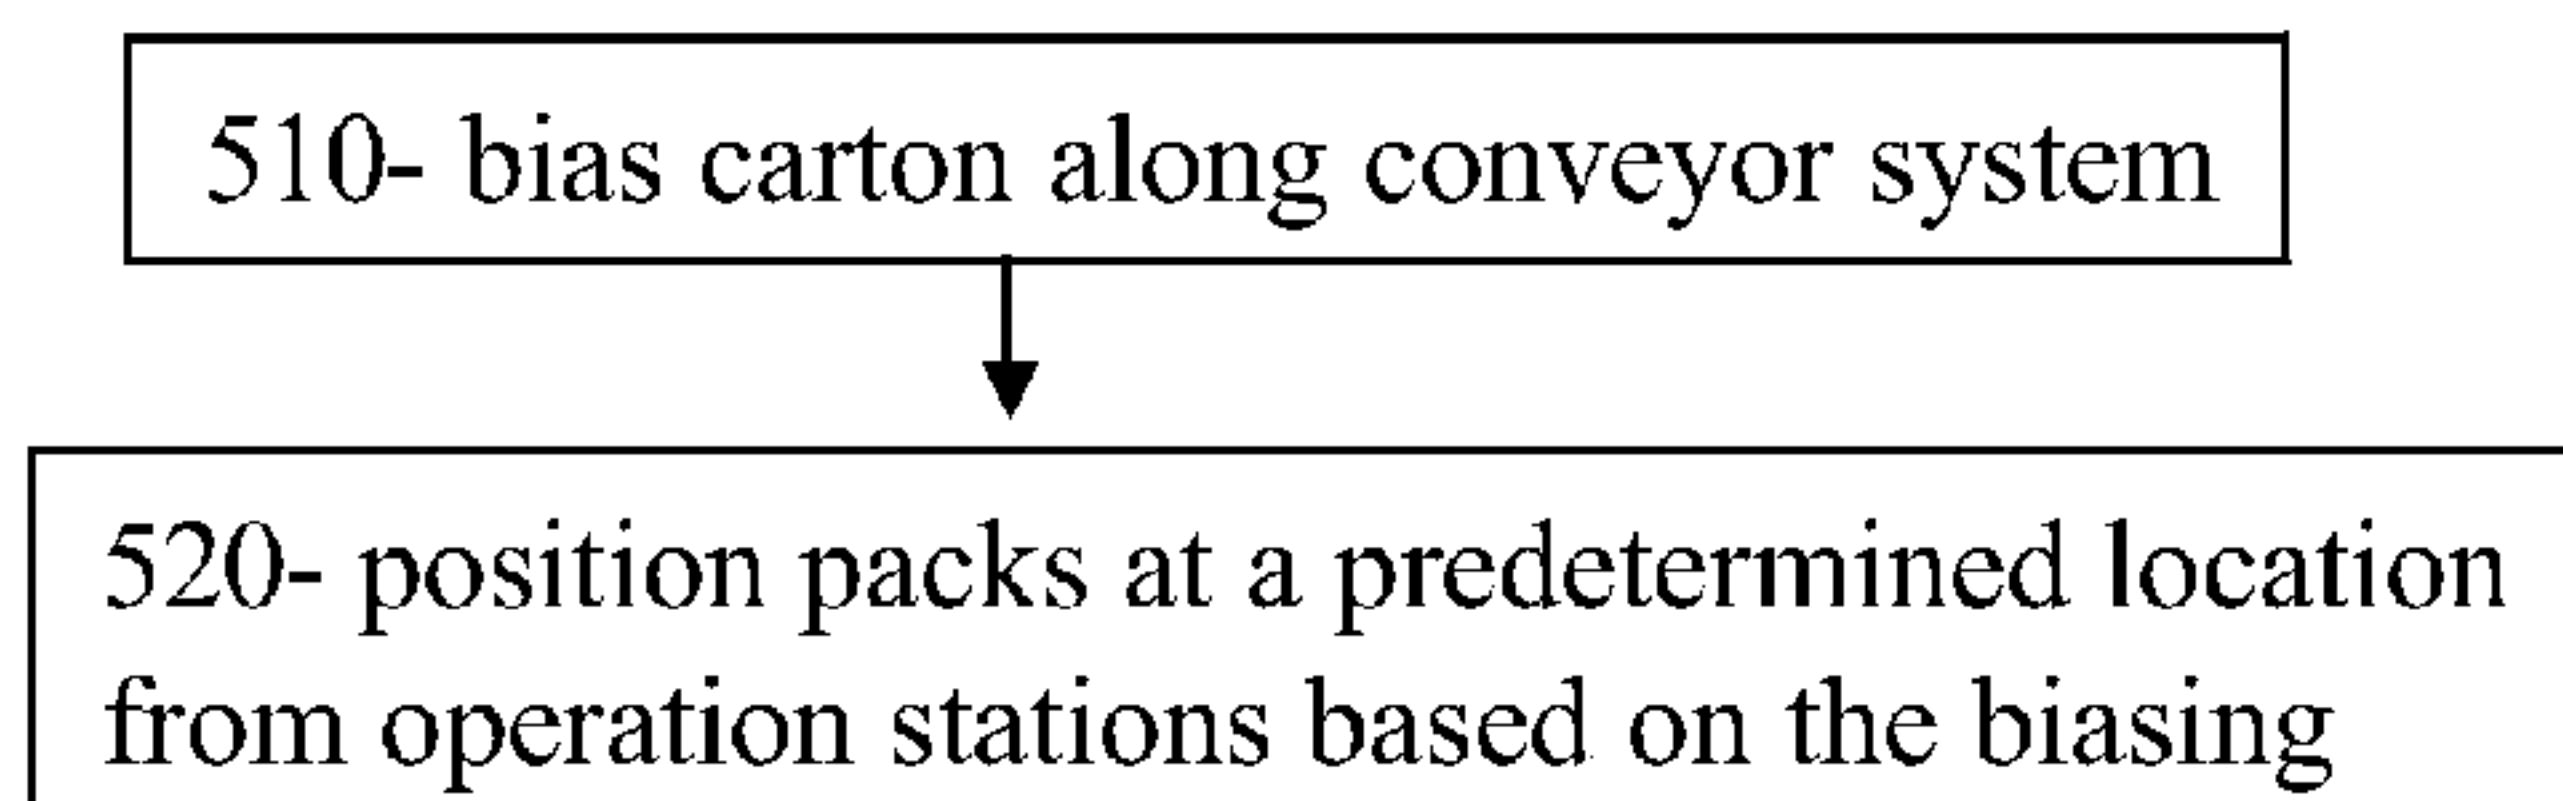 510- bias carton along conveyor system
520- position packs at a predetermined location
from operation stations based on the biasing